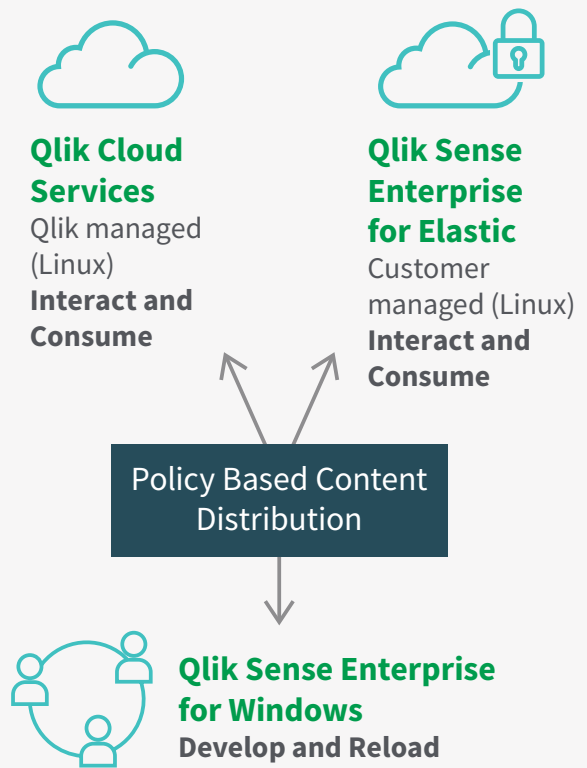 Qlik Cloud
Services
Qlik managed
(Linux)
Interact and
Consume
Qlik Sense
Enterprise
for Elastic
Customer
managed (Linux)
Interact and
Consume
Policy Based Content
Distribution
Qlik Sense Enterprise
for Windows
Develop and Reload